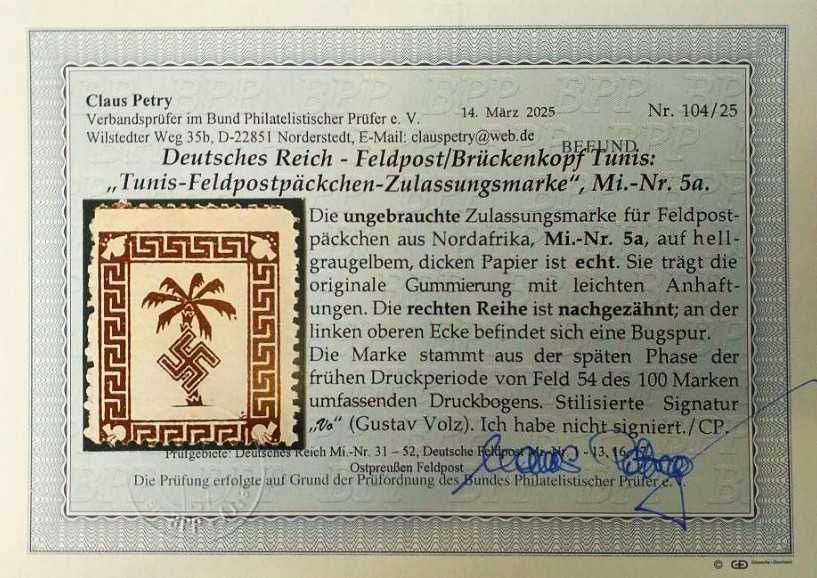 Claus Petry
Verbandsprüfer im Bund Philatelistischer Prüfer e. V. 14. März 2025 Nr. 104/25
Wilstedter Weg 35b, D-22851 Norderstedt, E-Mail: clauspetry@web.de
BEFUND
Deutsches Reich - Feldpost/Brückenkopf Tunis:
„Tunis-Feldpostpäckchen-Zulassungsmarke“, Mi.-Nr. 5a.
Die ungebrauchte Zulassungsmarke für Feldpost-
päckchen aus Nordafrika, Mi.-Nr. 5a, auf hell-
graugelbem, dicken Papier ist echt. Sie trägt die
originale Gummierung mit leichten Anhaft-
ungen. Die rechten Reihe ist nachgezähnt; an der
linken oberen Ecke befindet sich eine Bugspur.
Die Marke stammt aus der späten Phase der
frühen Druckperiode von Feld 54 des 100 Marken
umfassenden Druckbogens. Stilisierte Signatur
„Vo“ (Gustav Volz). Ich habe nicht signiert./CP.
Prüfgebiete: Deutsches Reich Mi.-Nr. 31 – 52, Deutsche Feldpost Mi.-Nr. 1 - 13, 16,
Ostpreußen Feldpost
Die Prüfung erfolgte auf Grund der Prüfordnung des Bundes Philatelistischer Prüfer e.
BPP